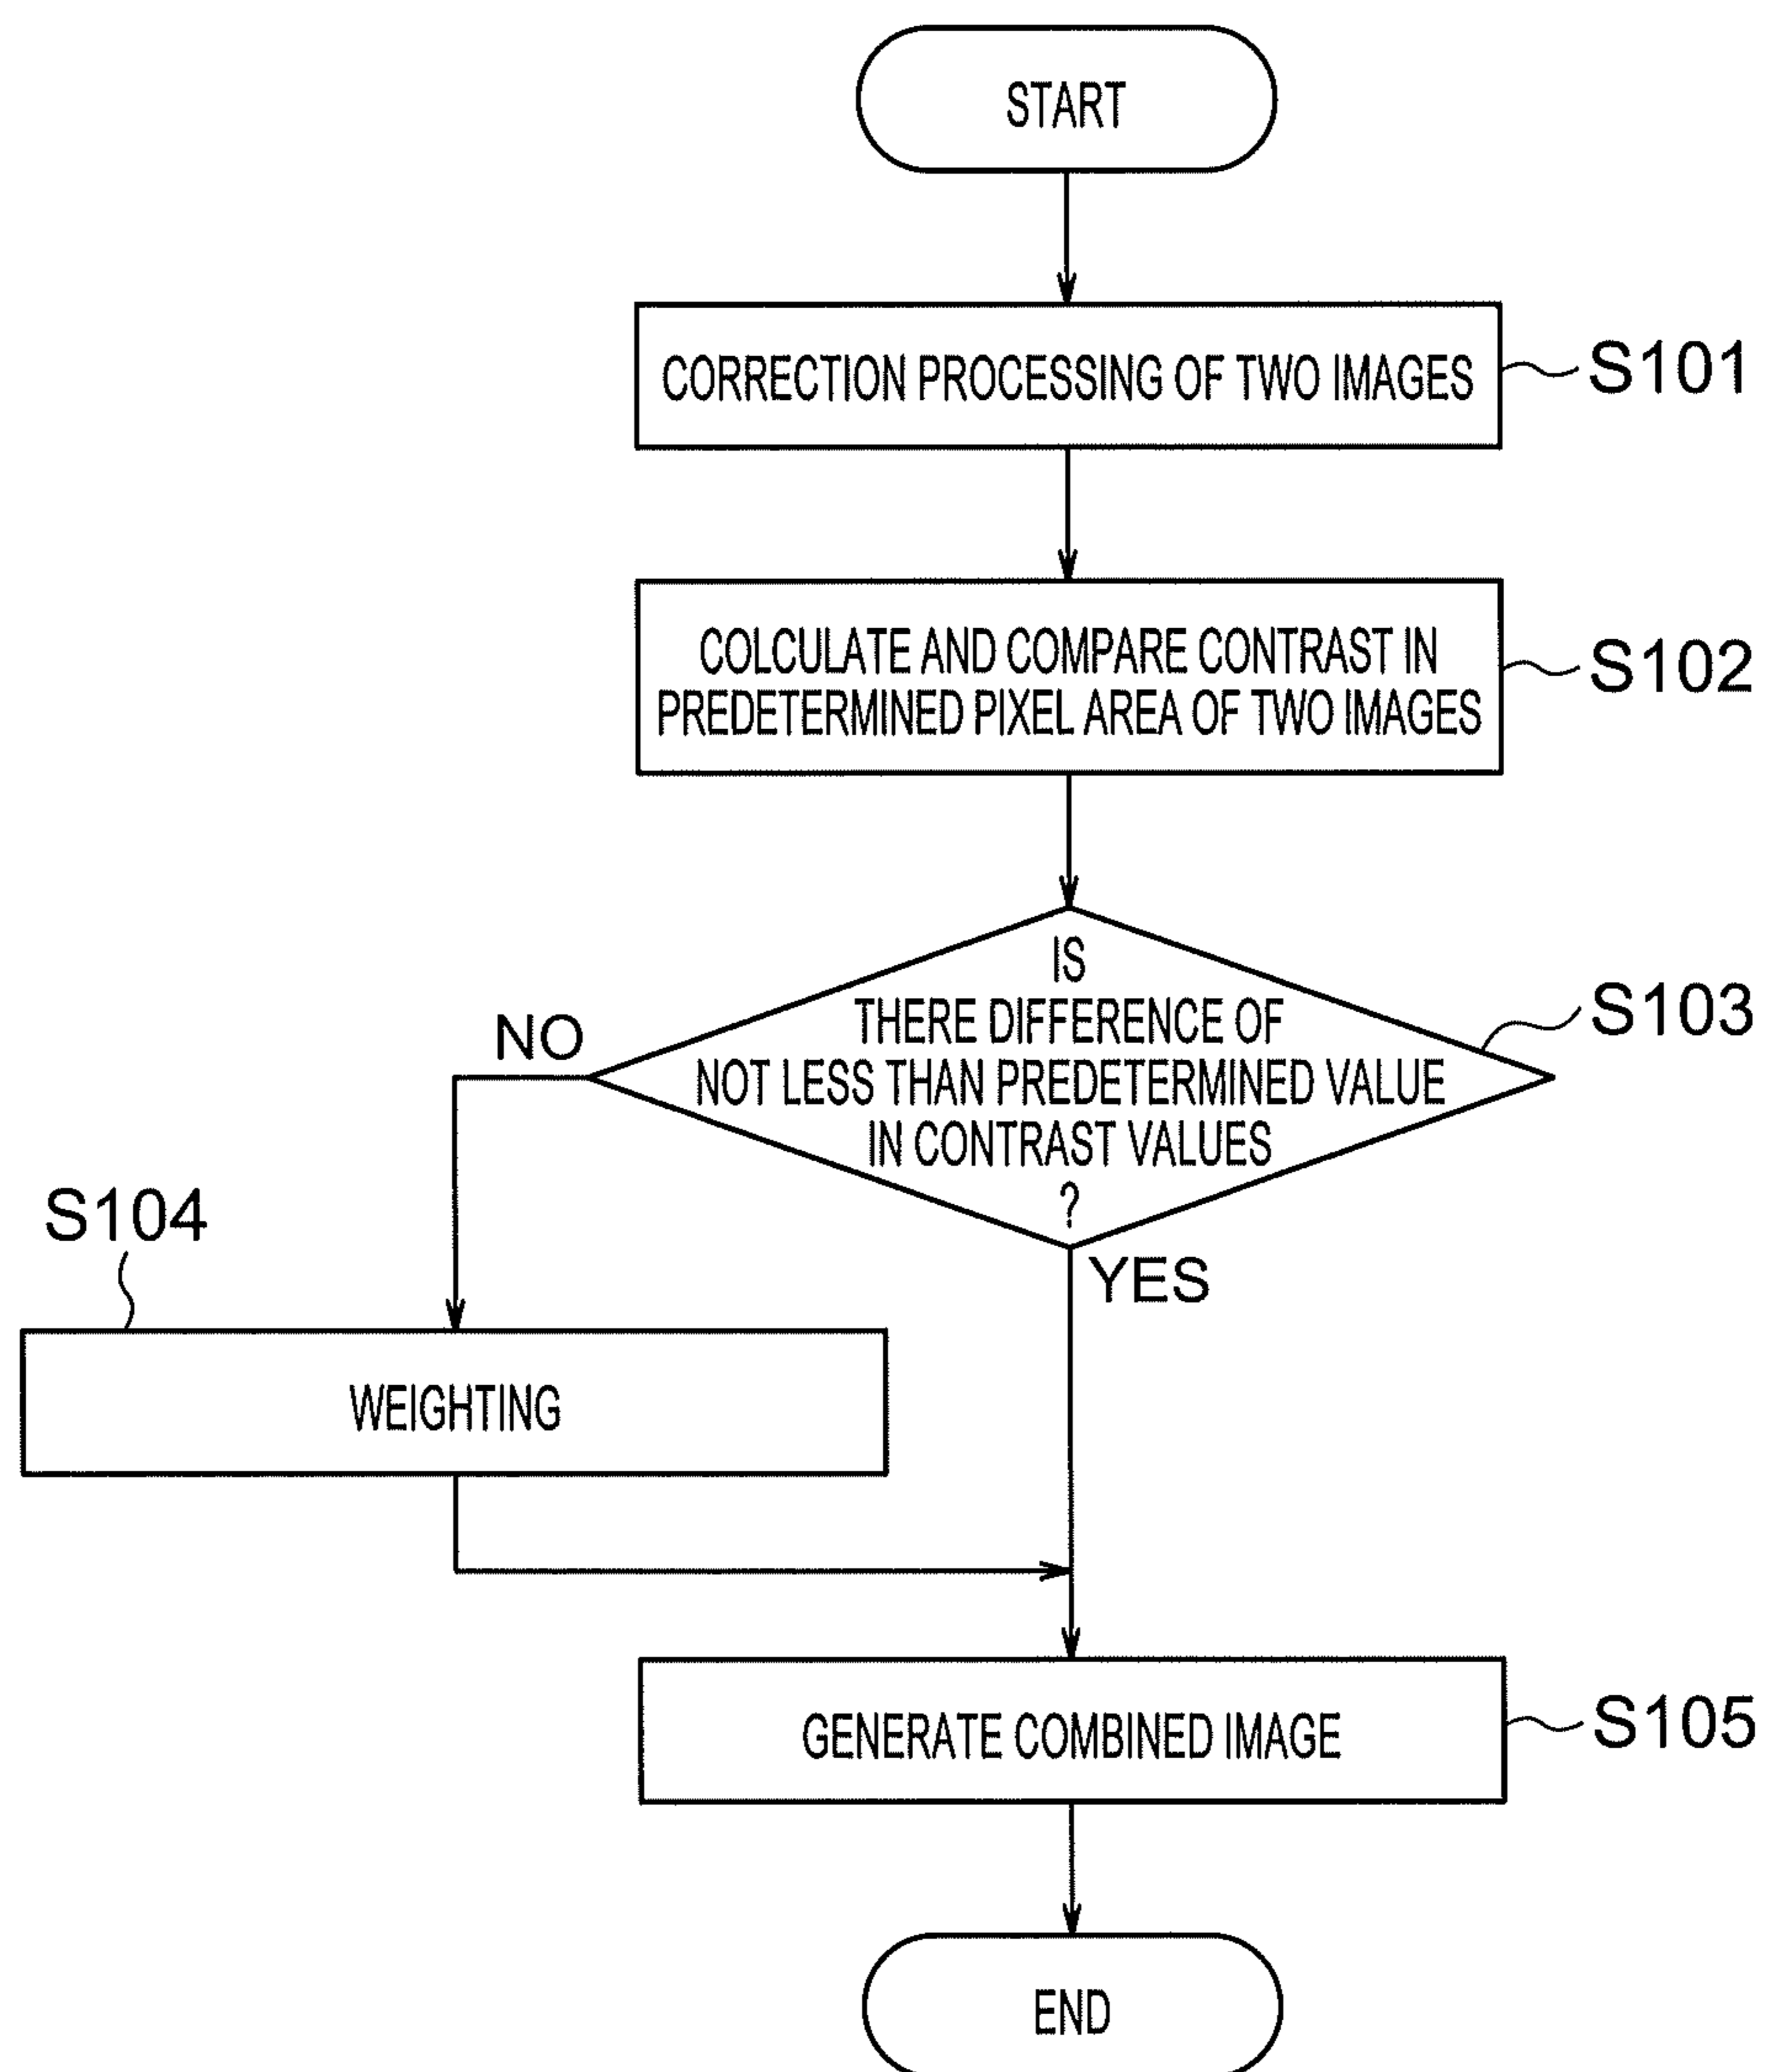 START
CORRECTION PROCESSING OF TWO IMAGES
S101
COLCULATE AND COMPARE CONTRAST IN
PREDETERMINED PIXEL AREA OF TWO IMAGES
S102
IS
THERE DIFFERENCE OF
NOT LESS THAN PREDETERMINED VALUE
IN CONTRAST VALUES
?
S103
NO
YES
S104
WEIGHTING
GENERATE COMBINED IMAGE
S105
END